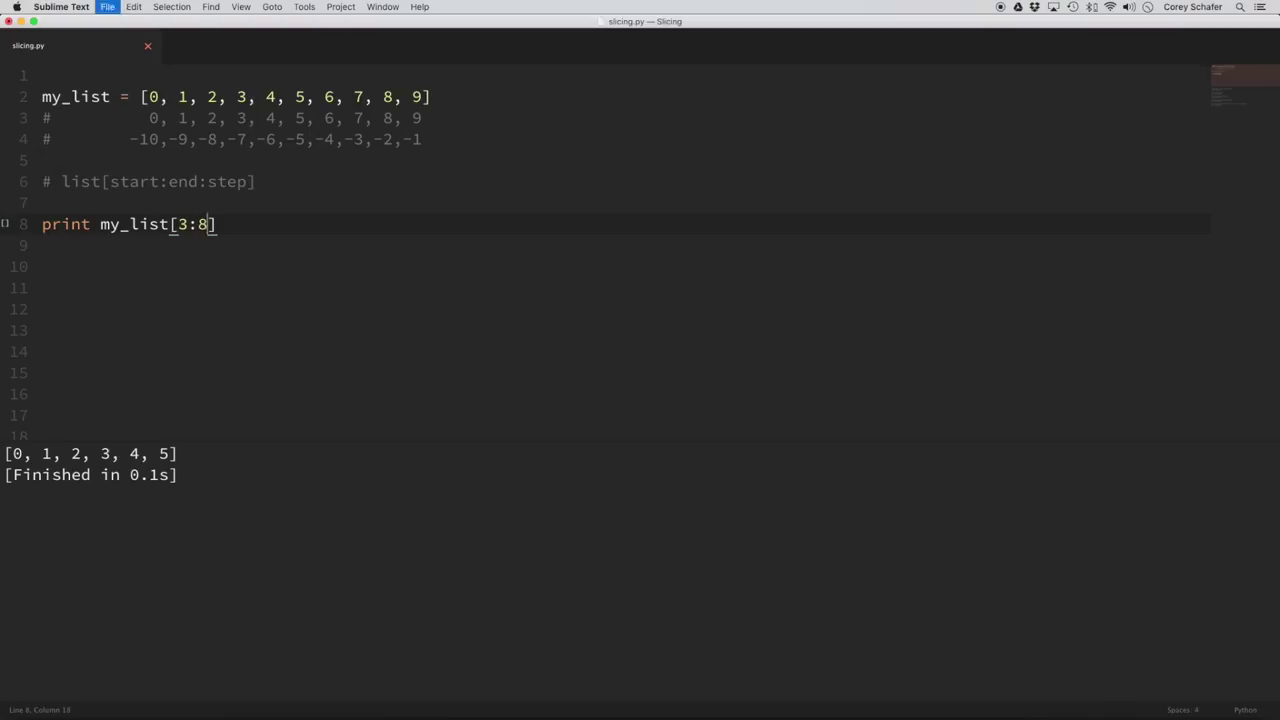 Sublime Text File Edit Selection Find View Goto Tools Project Window Help Corey Schafer
slicing.py — Slicing
slicing.py
1
2 my_list = [0, 1, 2, 3, 4, 5, 6, 7, 8, 9]
3 #          0, 1, 2, 3, 4, 5, 6, 7, 8, 9
4 #        -10,-9,-8,-7,-6,-5,-4,-3,-2,-1
5
6 # list[start:end:step]
7
8 print my_list[3:8]
9
10
11
12
13
14
15
16
17
18
[0, 1, 2, 3, 4, 5]
[Finished in 0.1s]
Line 8, Column 18 Spaces: 4 Python